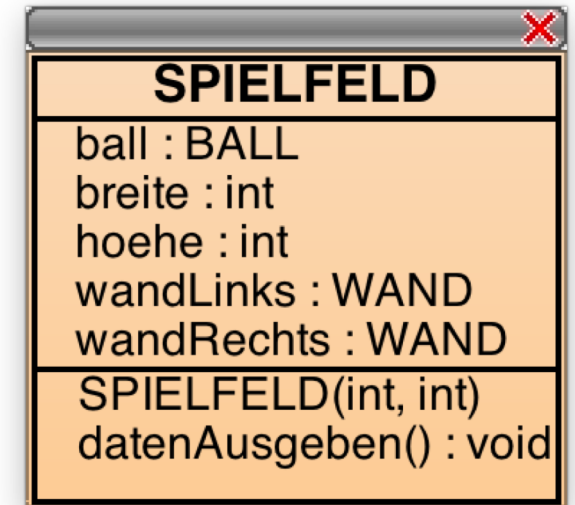 SPIELFELD
ball : BALL
breite : int
hoehe : int
wandLinks : WAND
wandRechts : WAND
SPIELFELD(int, int)
datenAusgeben() : void